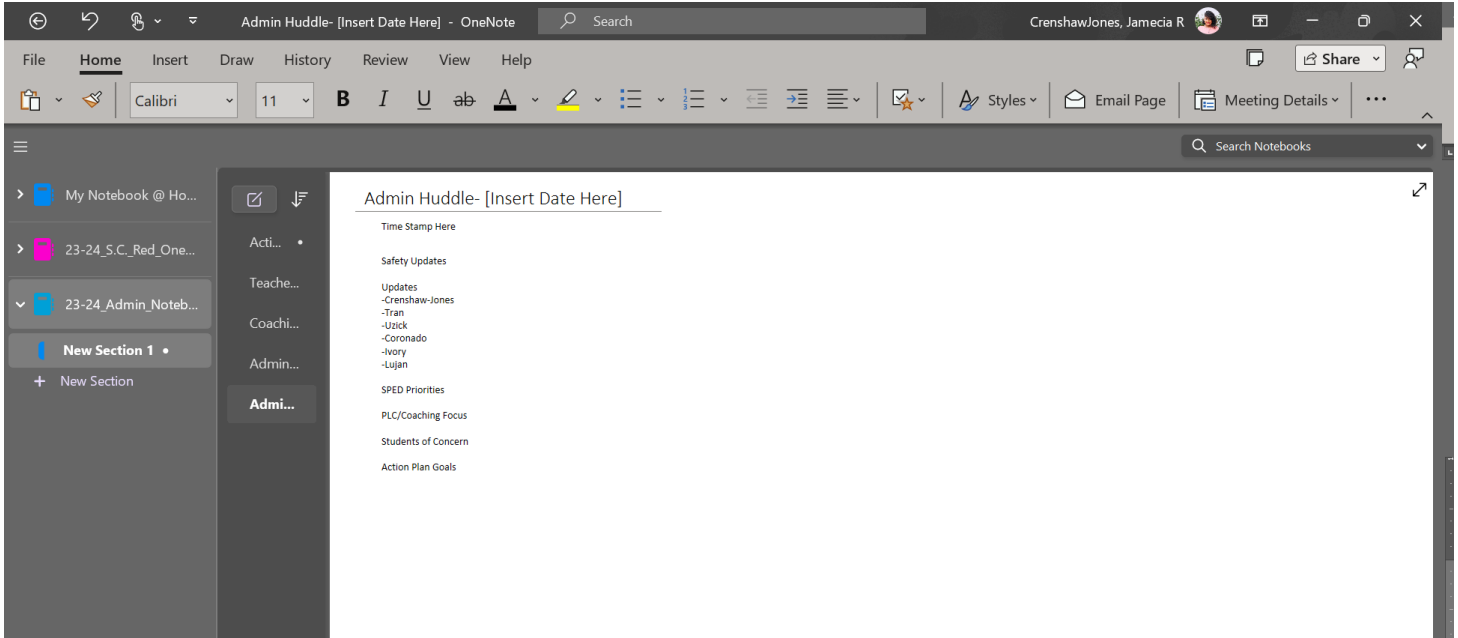 Admin Huddle- [Insert Date Here] - OneNote
Search
CrenshawJones, Jamecia R
File Home Insert Draw History Review View Help
Share
Calibri 11 B I U ab A Styles Email Page Meeting Details
Search Notebooks
My Notebook @ Ho...
23-24_S.C._Red_One...
23-24_Admin_Noteb...
New Section 1
+ New Section
Acti...
Teache...
Coachi...
Admin...
Admi...
Admin Huddle- [Insert Date Here]
Time Stamp Here
Safety Updates
Updates
-Crenshaw-Jones
-Tran
-Uzick
-Coronado
-Ivory
-Lujan
SPED Priorities
PLC/Coaching Focus
Students of Concern
Action Plan Goals